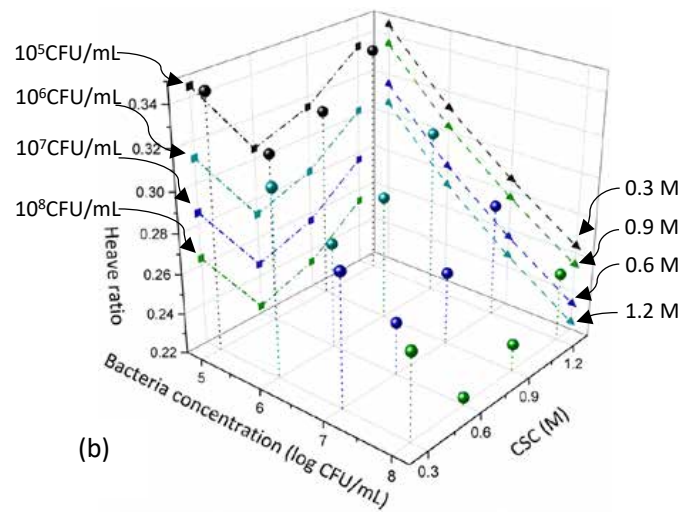 10⁵CFU/mL
10⁶CFU/mL
10⁷CFU/mL
10⁸CFU/mL
0.34
0.32
0.30
0.28
0.26
0.24
0.22
Heave ratio
5
6
7
8
Bacteria concentration (log CFU/mL)
0.3
0.6
0.9
1.2
CSC (M)
0.3 M
0.9 M
0.6 M
1.2 M
(b)